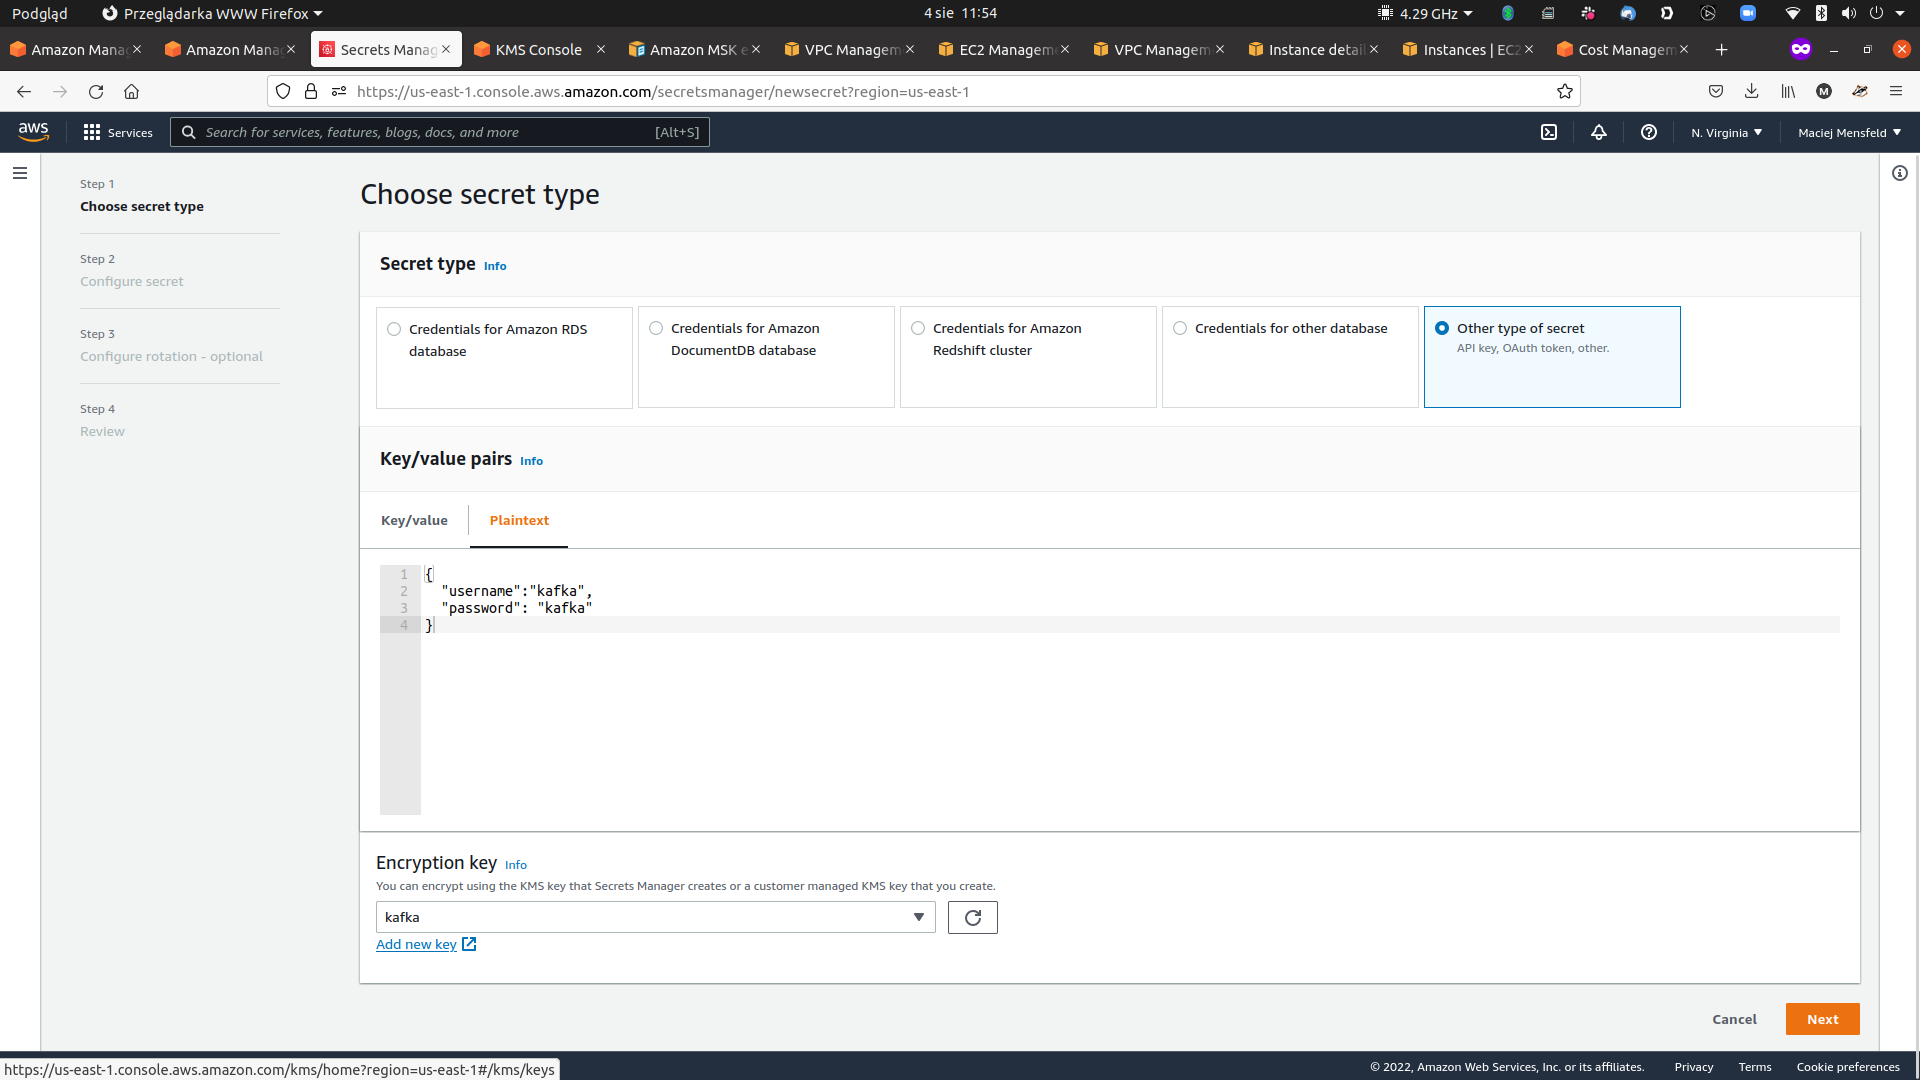 Podgląd Przeglądarka WWW Firefox 4 sie 11:54 4.29 GHz
Amazon Mana Amazon Mana Secrets Manag KMS Console Amazon MSK e VPC Managem EC2 Manageme VPC Managem Instance detail Instances | EC2 Cost Managem
https://us-east-1.console.aws.amazon.com/secretsmanager/newsecret?region=us-east-1
aws Services Search for services, features, blogs, docs, and more [Alt+S] N. Virginia Maciej Mensfeld
Step 1
Choose secret type
Step 2
Configure secret
Step 3
Configure rotation - optional
Step 4
Review
Choose secret type
Secret type Info
Credentials for Amazon RDS
database
Credentials for Amazon
DocumentDB database
Credentials for Amazon
Redshift cluster
Credentials for other database
Other type of secret
API key, OAuth token, other.
Key/value pairs Info
Key/value Plaintext
1 {
2 "username":"kafka",
3 "password": "kafka"
4 }
Encryption key Info
You can encrypt using the KMS key that Secrets Manager creates or a customer managed KMS key that you create.
kafka
Add new key
Cancel Next
https://us-east-1.console.aws.amazon.com/kms/home?region=us-east-1#/kms/keys
© 2022, Amazon Web Services, Inc. or its affiliates. Privacy Terms Cookie preferences